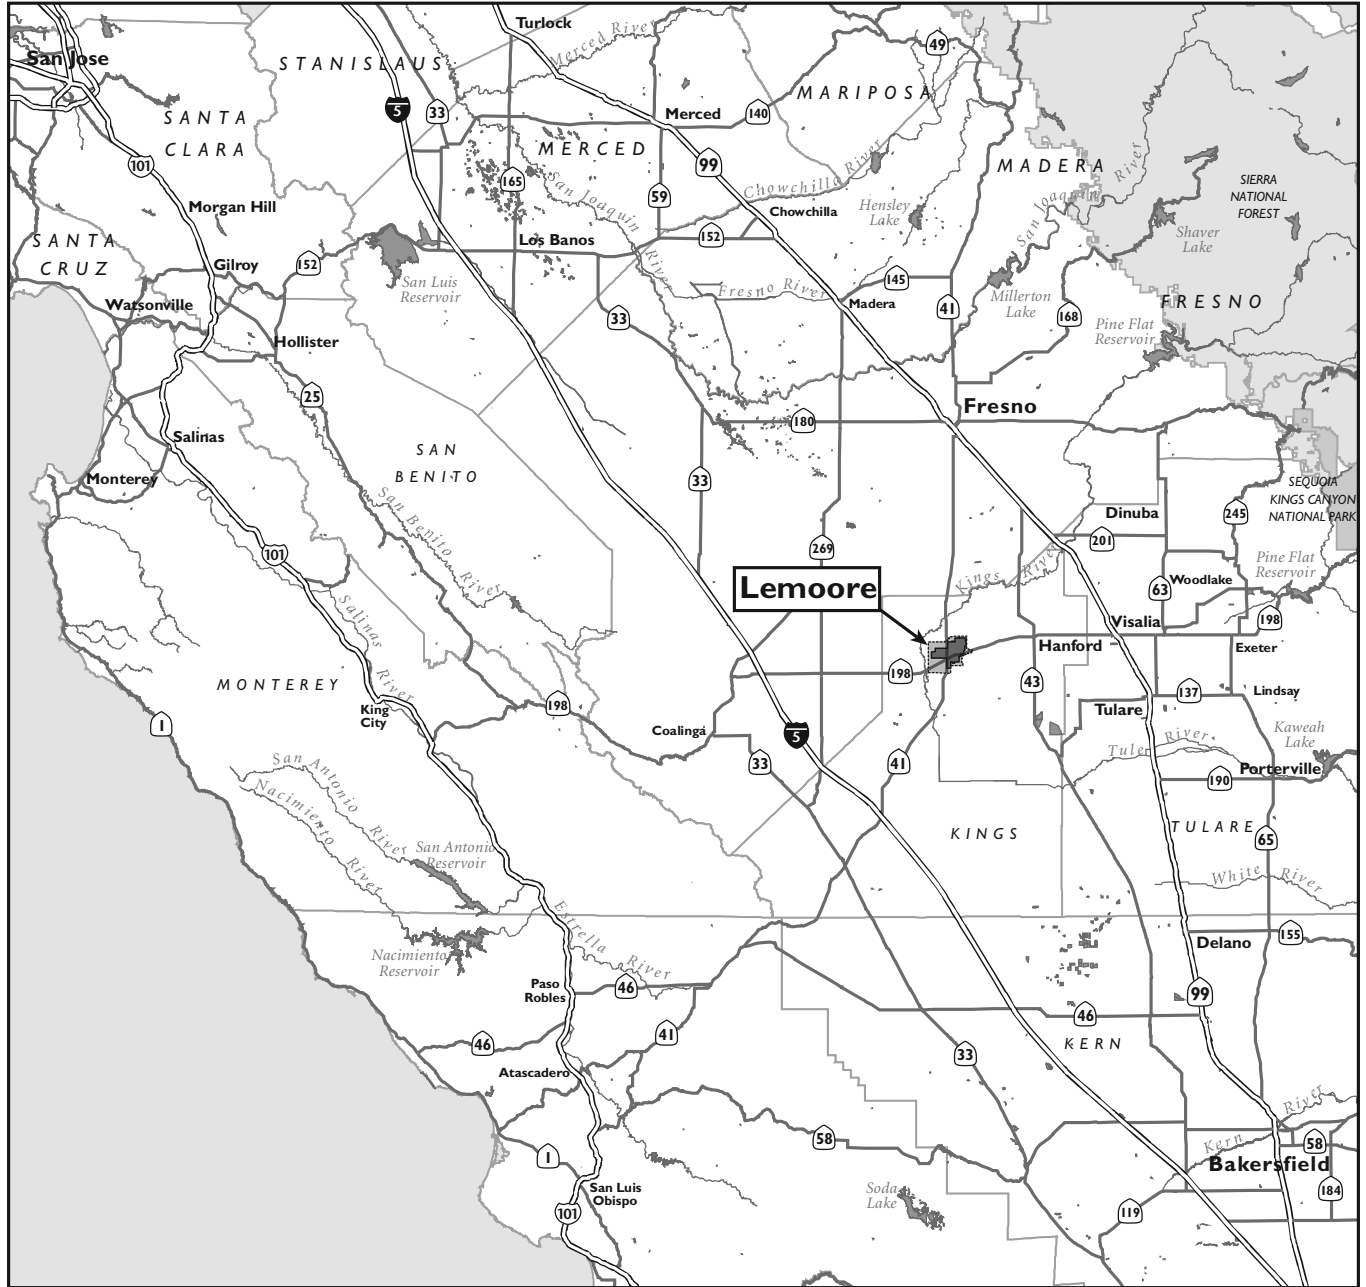 Turlock
Merced River
49
San Jose
STANISLAUS
MARIPOSA
5
33
140
Merced
SANTA
CLARA
MERCED
99
101
165
San Joaquin
River
Chowchilla River
MADERA
San Joaquin
River
59
SIERRA
NATIONAL
FOREST
Morgan Hill
Chowchilla
Hensley
Lake
Shaver
Lake
SANTA
CRUZ
Los Banos
152
Gilroy
152
San Luis
Reservoir
145
Fresno River
Madera
41
Millerton
Lake
168
FRESNO
Watsonville
33
Pine Flat
Reservoir
Hollister
25
Fresno
180
Salinas
SAN
BENITO
Monterey
33
SEQUOIA
KINGS CANYON
NATIONAL PARK
San Benito
River
Dinuba
245
201
101
269
Kings River
Pine Flat
Reservoir
Lemoore
63
Woodlake
Salinas
River
Visalia
198
Hanford
Exeter
MONTEREY
198
43
137
Lindsay
King
City
198
Tulare
1
Coalinga
5
Kaweah
Lake
Tule River
33
41
190
Porterville
San Antonio
River
Nacimiento
River
KINGS
TULARE
65
San Antonio
Reservoir
White River
Estrella
River
Delano
155
Nacimiento
Reservoir
Paso
Robles
46
99
46
41
46
KERN
33
Atascadero
Kern
River
58
58
1
Bakersfield
San Luis
Obispo
Soda
Lake
184
101
119